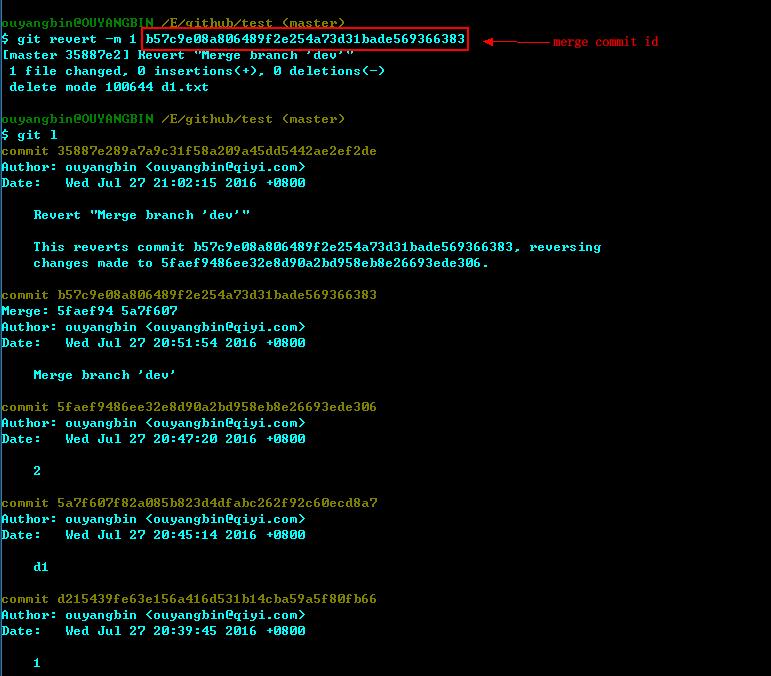 ouyangbin@OUYANGBIN /E/github/test (master)
$ git revert -m 1 b57c9e08a806489f2e254a73d31bade569366383 merge commit id
[master 35887e2] Revert "Merge branch 'dev'"
1 file changed, 0 insertions(+), 0 deletions(-)
delete mode 100644 d1.txt
ouyangbin@OUYANGBIN /E/github/test (master)
$ git l
commit 35887e289a7a9c31f58a209a45dd5442ae2ef2de
Author: ouyangbin <ouyangbin@qiyi.com>
Date: Wed Jul 27 21:02:15 2016 +0800
Revert "Merge branch 'dev'"
This reverts commit b57c9e08a806489f2e254a73d31bade569366383, reversing
changes made to 5faef9486ee32e8d90a2bd958eb8e26693ede306.
commit b57c9e08a806489f2e254a73d31bade569366383
Merge: 5faef94 5a7f607
Author: ouyangbin <ouyangbin@qiyi.com>
Date: Wed Jul 27 20:51:54 2016 +0800
Merge branch 'dev'
commit 5faef9486ee32e8d90a2bd958eb8e26693ede306
Author: ouyangbin <ouyangbin@qiyi.com>
Date: Wed Jul 27 20:47:20 2016 +0800
2
commit 5a7f607f82a085b823d4dfabc262f92c60ecd8a7
Author: ouyangbin <ouyangbin@qiyi.com>
Date: Wed Jul 27 20:45:14 2016 +0800
d1
commit d215439fe63e156a416d531b14cba59a5f80fb66
Author: ouyangbin <ouyangbin@qiyi.com>
Date: Wed Jul 27 20:39:45 2016 +0800
1